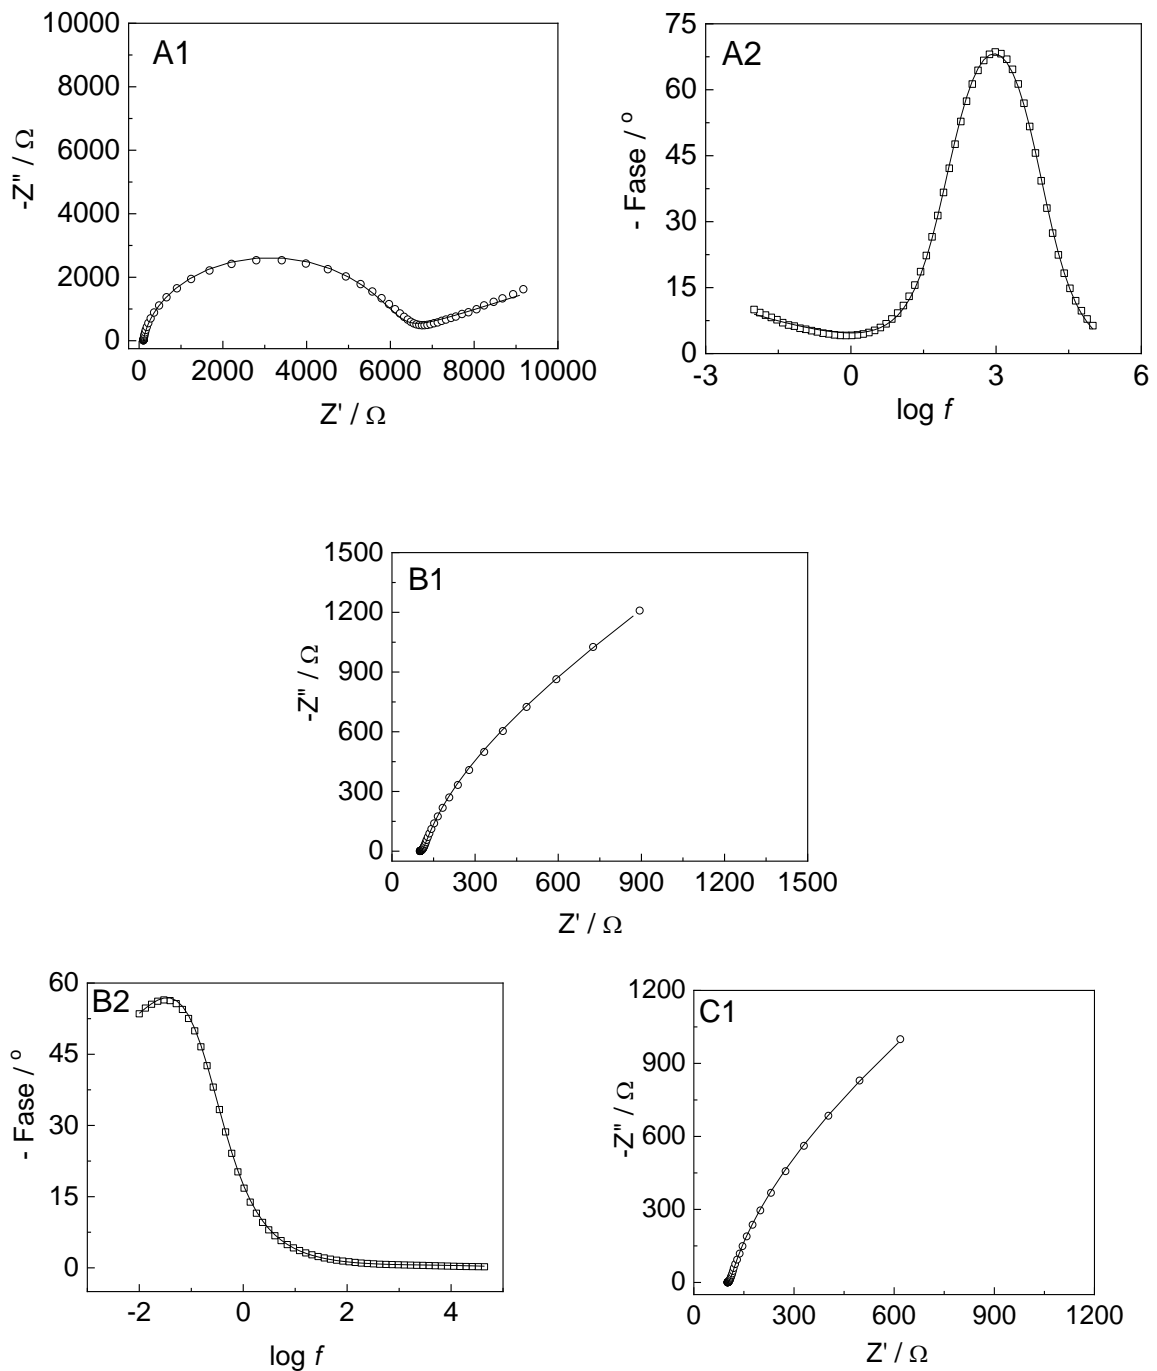 A1
10000
8000
6000
4000
2000
0
-Z" / Ω
0 2000 4000 6000 8000 10000
Z' / Ω
A2
75
60
45
30
15
0
- Fase / °
-3 0 3 6
log f
B1
1500
1200
900
600
300
0
-Z" / Ω
0 300 600 900 1200 1500
Z' / Ω
B2
60
45
30
15
0
- Fase / °
-2 0 2 4
log f
C1
1200
900
600
300
0
-Z" / Ω
0 300 600 900 1200
Z' / Ω